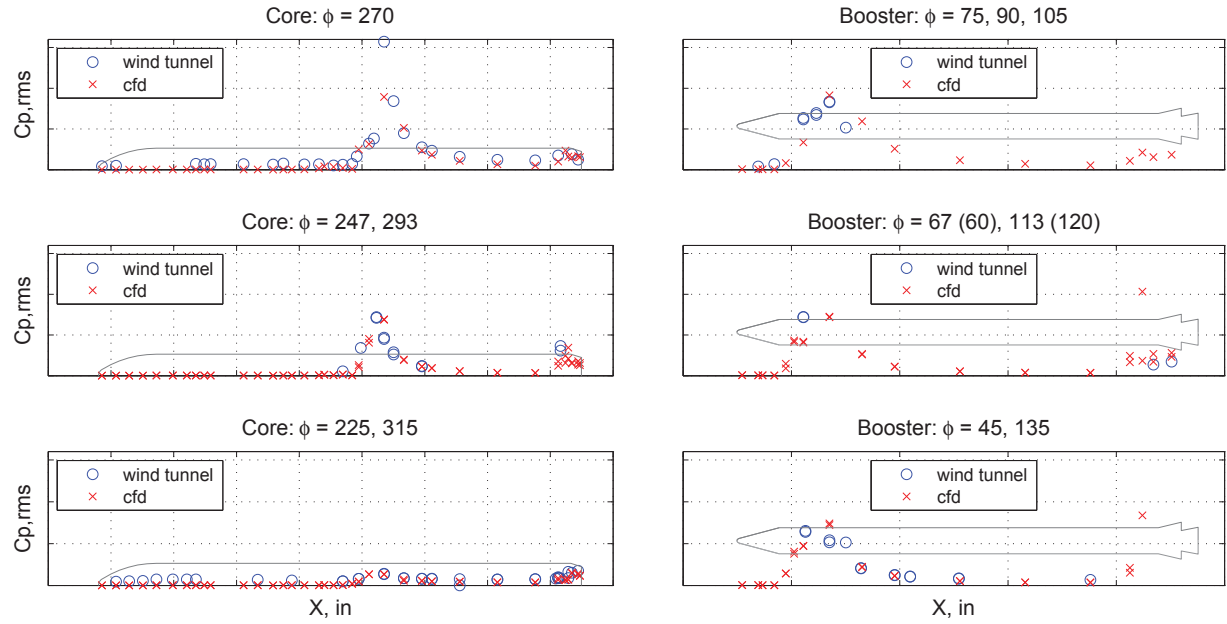 Core: ϕ = 270
Cp,rms
wind tunnel
cfd
Booster: ϕ = 75, 90, 105
wind tunnel
cfd
Core: ϕ = 247, 293
Cp,rms
wind tunnel
cfd
Booster: ϕ = 67 (60), 113 (120)
wind tunnel
cfd
Core: ϕ = 225, 315
Cp,rms
wind tunnel
cfd
X, in
Booster: ϕ = 45, 135
wind tunnel
cfd
X, in